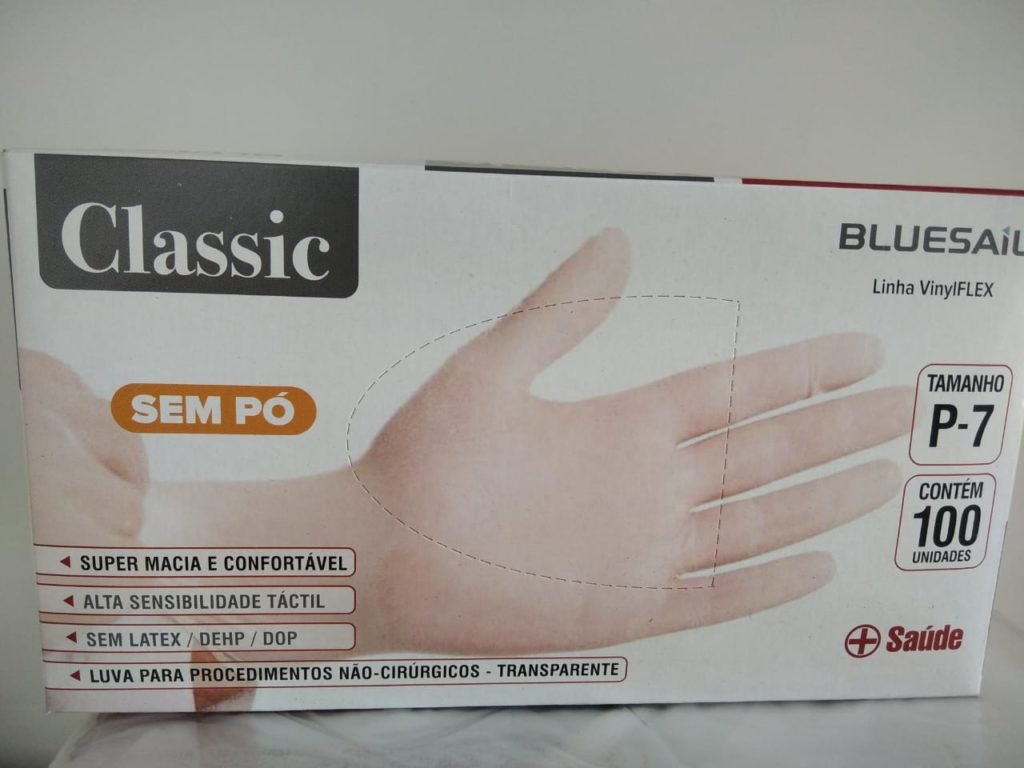 Classic
BLUESAIL
Linha VinylFLEX
SEM PÓ
TAMANHO
P-7
CONTÉM
100
UNIDADES
SUPER MACIA E CONFORTÁVEL
ALTA SENSIBILIDADE TÁCTIL
SEM LATEX / DEHP / DOP
LUVA PARA PROCEDIMENTOS NÃO-CIRÚRGICOS - TRANSPARENTE
Saúde